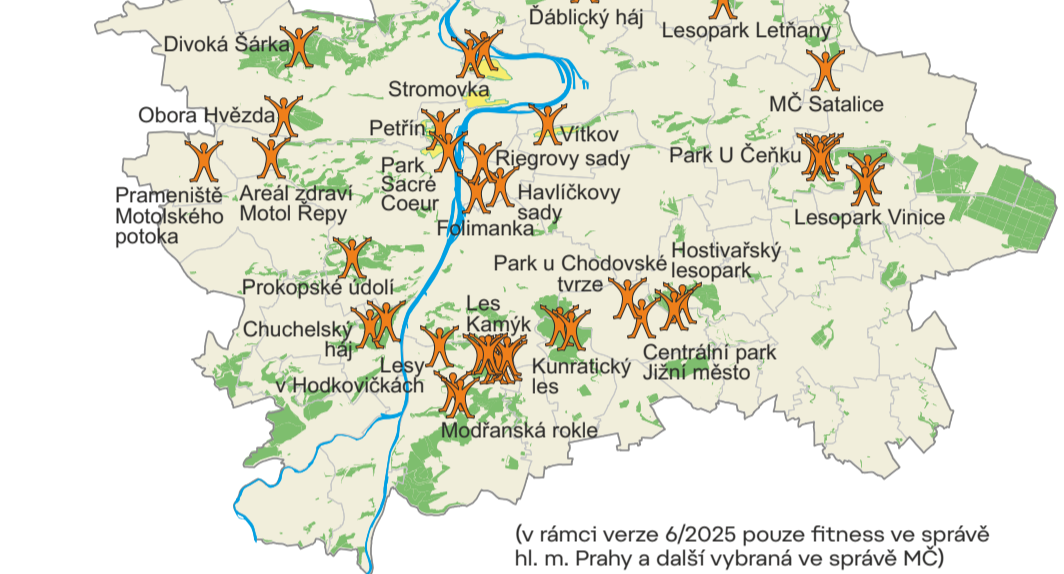 Ďáblický háj
Lesopark Letňany
Divoká Šárka
Stromovka
MČ Satalice
Obora Hvězda
Petřín
Vítkov
Park
Sacré
Coeur
Riegrovy sady
Park U Čeňku
Prameniště
Motolského
potoka
Areál zdraví
Motol Řepy
Havlíčkovy
sady
Folimanka
Lesopark Vinice
Prokopské údolí
Park u Chodovské
tvrze
Hostivařský
lesopark
Chuchelský
háj
Les
Kamýk
Lesy
v Hodkovičkách
Kunratický
les
Centrální park
Jižní město
Modřanská rokle
(v rámci verze 6/2025 pouze fitness ve správě
hl. m. Prahy a další vybraná ve správě MČ)